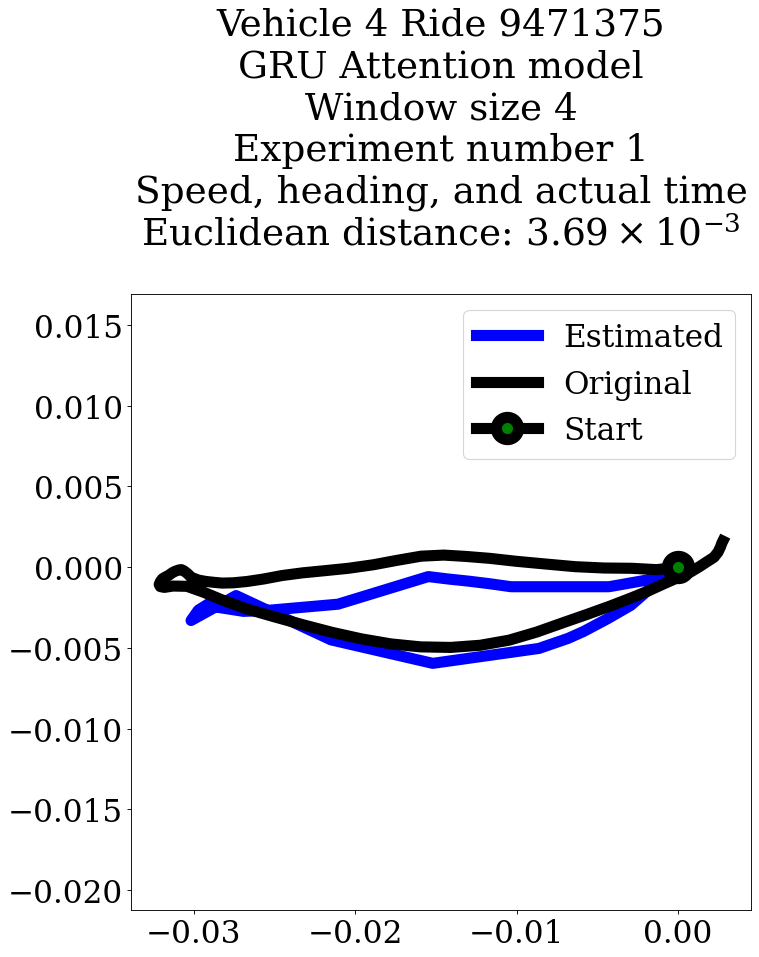 Vehicle 4 Ride 9471375
GRU Attention model
Window size 4
Experiment number 1
Speed, heading, and actual time
Euclidean distance: 3.69 × 10⁻³
Estimated
Original
Start
0.015
0.010
0.005
0.000
−0.005
−0.010
−0.015
−0.020
−0.03
−0.02
−0.01
0.00